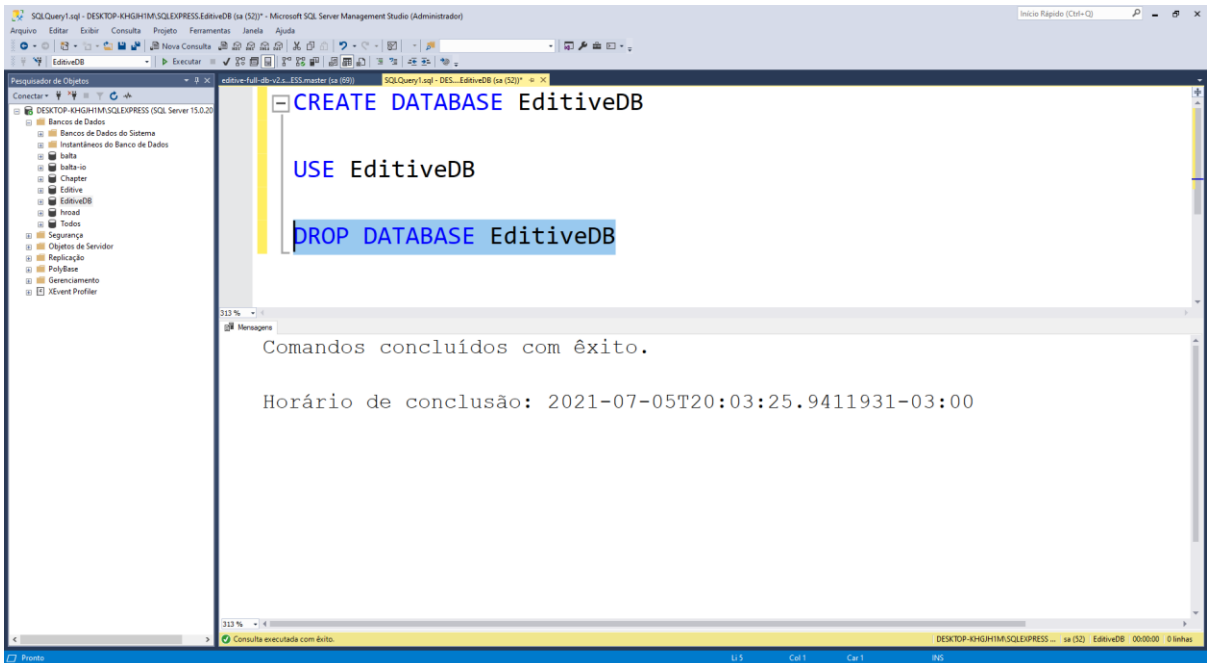 SQLQuery1.sql - DESKTOP-KHGJH1M\SQLEXPRESS.EditiveDB (sa (52))* - Microsoft SQL Server Management Studio (Administrador)
Início Rápido (Ctrl+Q)
Arquivo Editar Exibir Consulta Projeto Ferramentas Janela Ajuda
Nova Consulta
EditiveDB Executar
Pesquisador de Objetos
editive-full-db-v2.s...ESS.master (sa (69)) SQLQuery1.sql - DES....EditiveDB (sa (52))*
Conectar
DESKTOP-KHGJH1M\SQLEXPRESS (SQL Server 15.0.20
Bancos de Dados
Bancos de Dados do Sistema
Instantâneos do Banco de Dados
balta
balta-io
Chapter
Editive
EditiveDB
hroad
Todos
Segurança
Objetos de Servidor
Replicação
PolyBase
Gerenciamento
XEvent Profiler
CREATE DATABASE EditiveDB
USE EditiveDB
DROP DATABASE EditiveDB
313 %
Mensagens
Comandos concluídos com êxito.
Horário de conclusão: 2021-07-05T20:03:25.9411931-03:00
313 %
Consulta executada com êxito. DESKTOP-KHGJH1M\SQLEXPRESS ... sa (52) EditiveDB 00:00:00 0 linhas
Pronto Li 5 Col 1 Car 1 INS